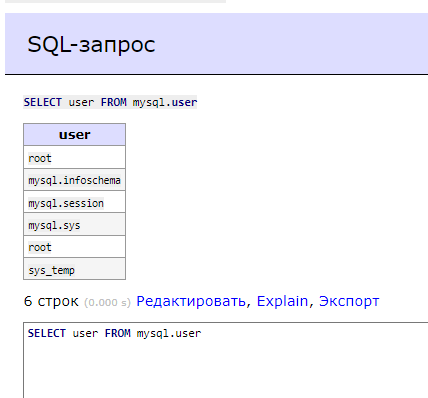 SQL-запрос
SELECT user FROM mysql.user
user
root
mysql.infoschema
mysql.session
mysql.sys
root
sys_temp
6 строк (0.000 s) Редактировать, Explain, Экспорт
SELECT user FROM mysql.user